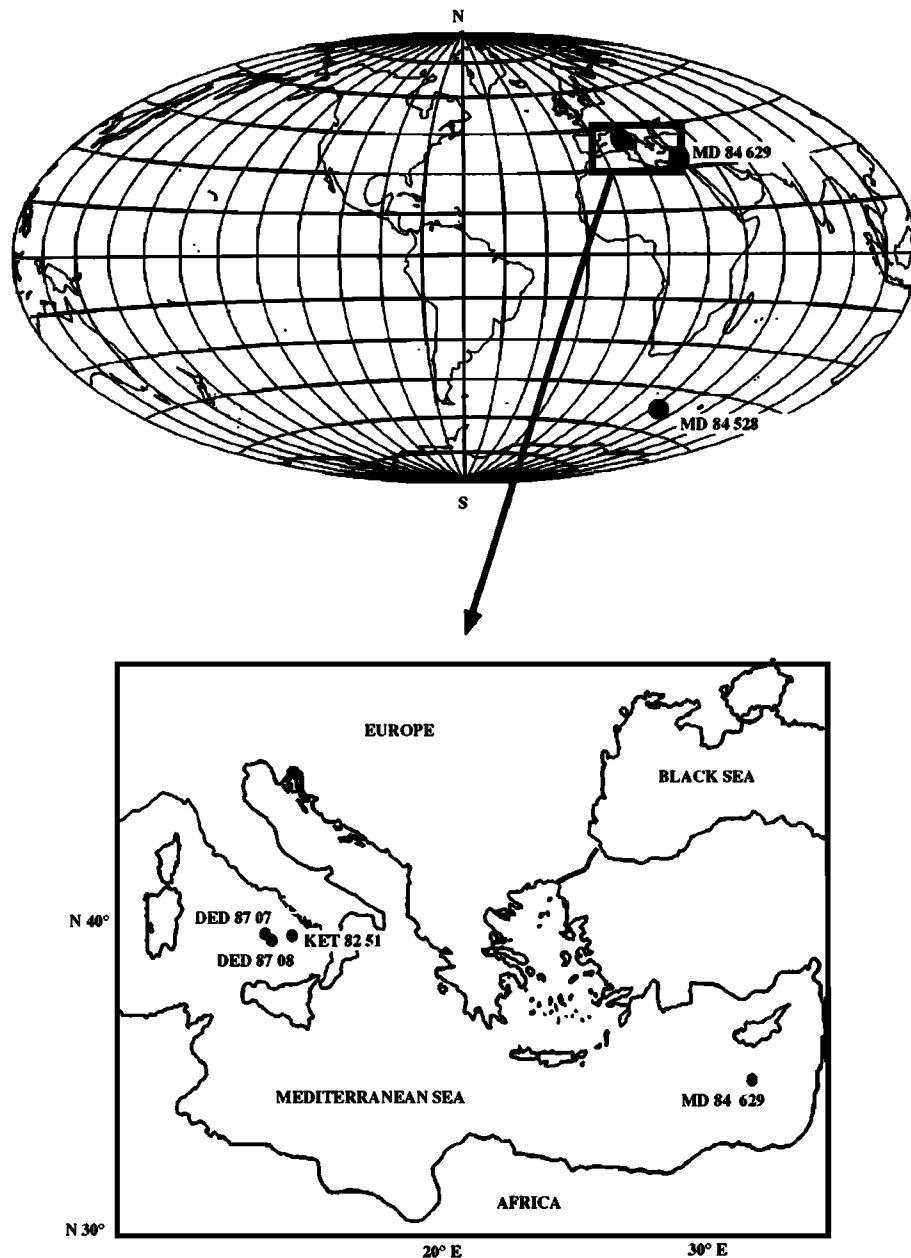 N
MD 84 629
MD 84 528
S
EUROPE
BLACK SEA
N 40°
DED 87 07
KET 82 51
DED 87 08
MEDITERRANEAN SEA
MD 84 629
AFRICA
N 30°
20° E
30° E